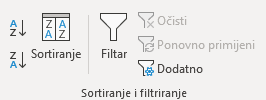 A
Z
Z
A
Z A
A Z
Sortiranje
Filtar
Očisti
Ponovno primijeni
Dodatno
Sortiranje i filtriranje